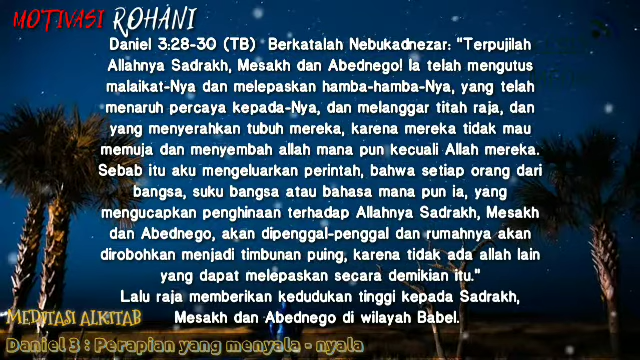 MOTIVASI ROHANI
Daniel 3:28-30 (TB) Berkatalah Nebukadnezar: "Terpujilah
Allahnya Sadrakh, Mesakh dan Abednego! Ia telah mengutus
malaikat-Nya dan melepaskan hamba-hamba-Nya, yang telah
menaruh percaya kepada-Nya, dan melanggar titah raja, dan
yang menyerahkan tubuh mereka, karena mereka tidak mau
memuja dan menyembah allah mana pun kecuali Allah mereka.
Sebab itu aku mengeluarkan perintah, bahwa setiap orang dari
bangsa, suku bangsa atau bahasa mana pun ia, yang
mengucapkan penghinaan terhadap Allahnya Sadrakh, Mesakh
dan Abednego, akan dipenggal-penggal dan rumahnya akan
dirobohkan menjadi timbunan puing, karena tidak ada allah lain
yang dapat melepaskan secara demikian itu."
Lalu raja memberikan kedudukan tinggi kepada Sadrakh,
Mesakh dan Abednego di wilayah Babel.
MEDITASI ALKITAB
Daniel 3 : Perapian yang menyala - nyala